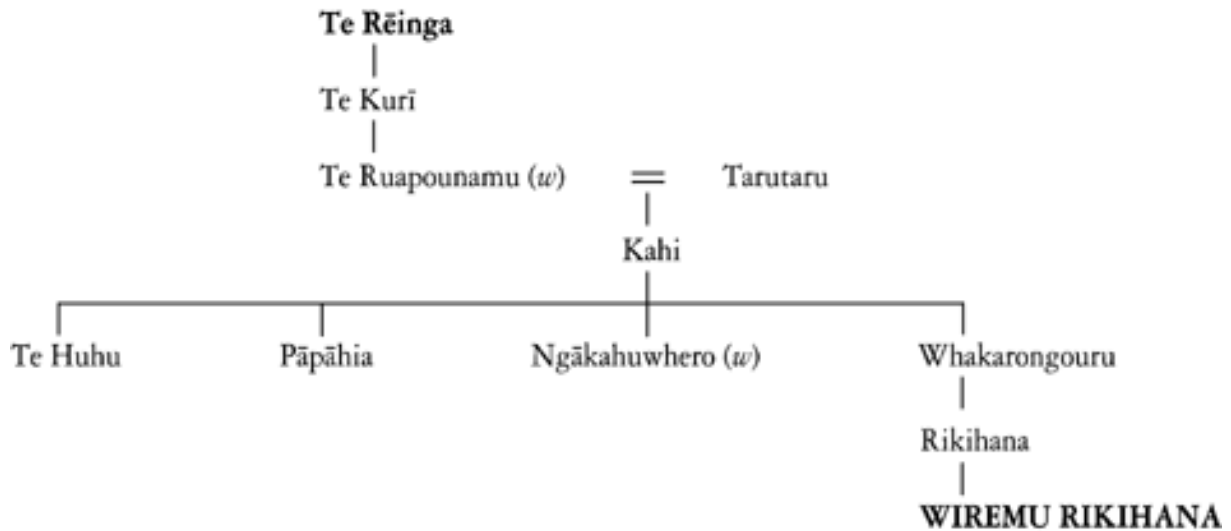 Te Rēinga
Te Kurī
Te Ruapounamu (w) = Tarutaru
Kahi
Te Huhu Pāpāhia Ngākahuwhero (w) Whakarongouru
Rikihana
WIREMU RIKIHANA